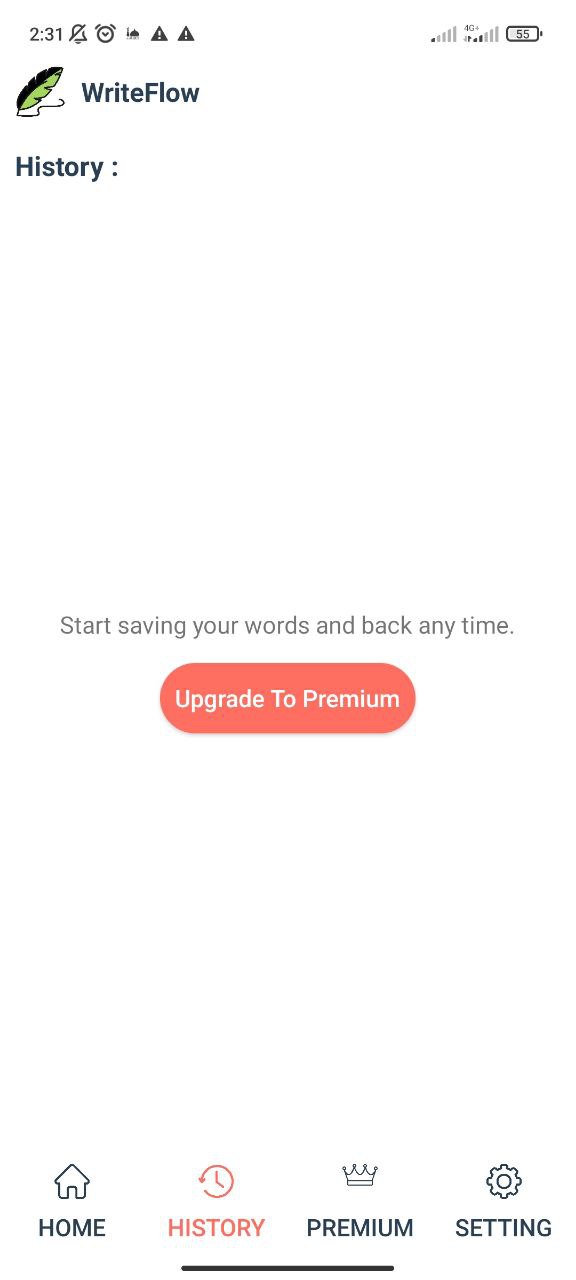 2:31
4G+
55
WriteFlow
History :
Start saving your words and back any time.
Upgrade To Premium
HOME
HISTORY
PREMIUM
SETTING